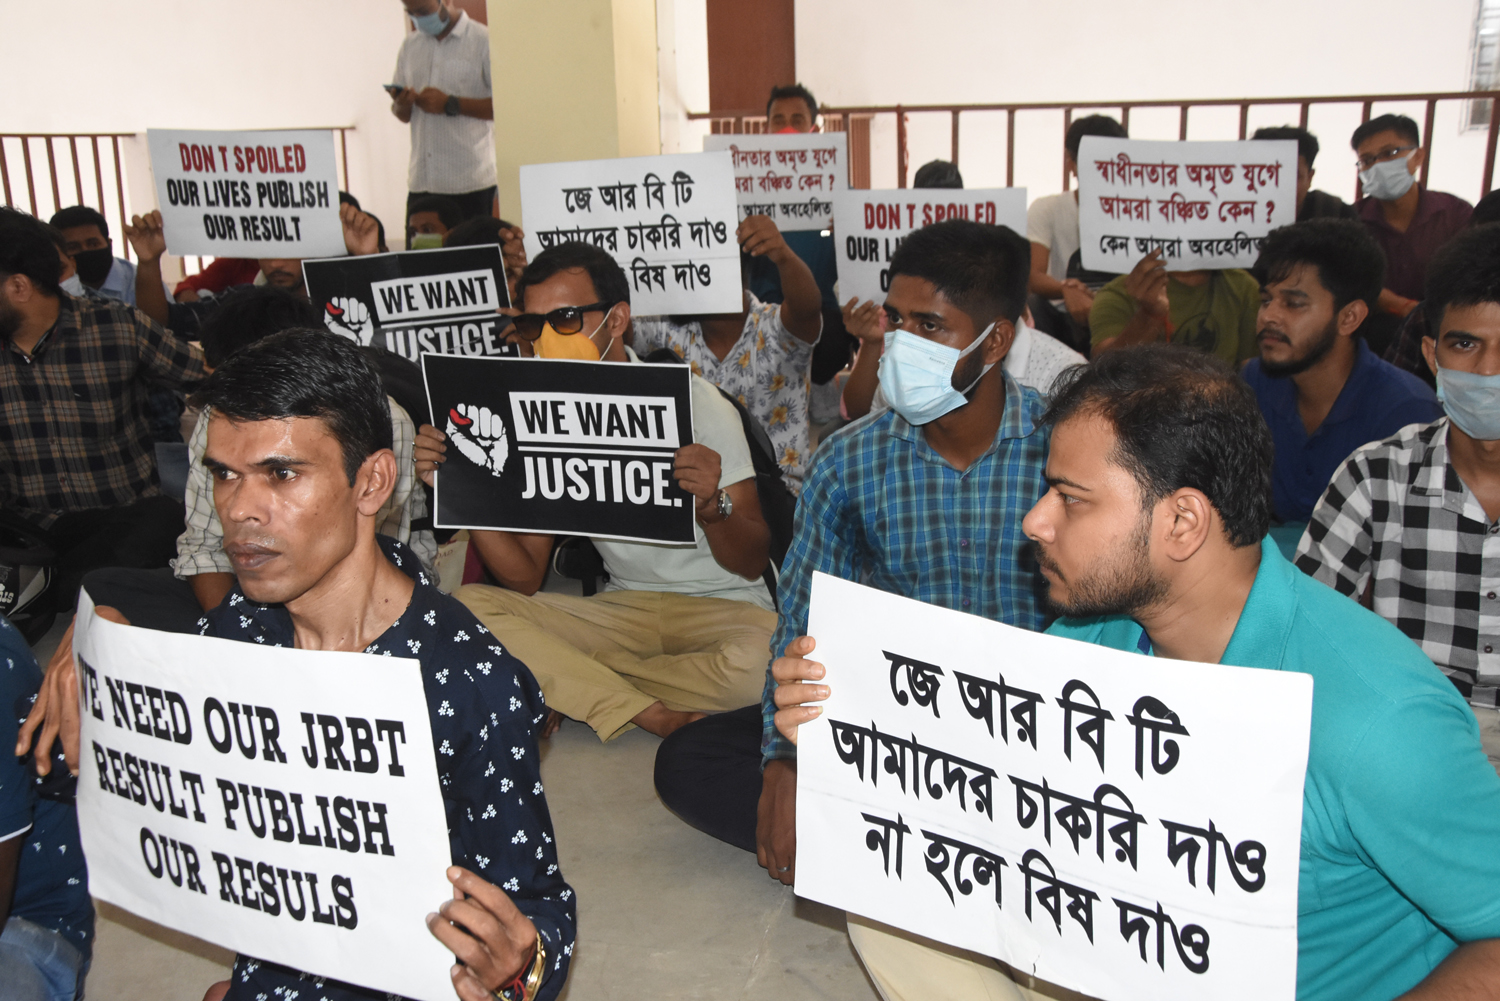 DON T SPOILED
OUR LIVES PUBLISH
OUR RESULT
WE WANT
JUSTICE.
জে আর বি টি
আমাদের চাকরি দাও
বিষ দাও
অমৃত যুগে
বঞ্চিত কেন ?
আমরা অবহেলিত
DON T SPOILED
OUR
স্বাধীনতার অমৃত যুগে
আমরা বঞ্চিত কেন ?
কেন আমরা অবহেলিত
WE WANT
JUSTICE.
WE NEED OUR JRBT
RESULT PUBLISH
OUR RESULS
জে আর বি টি
আমাদের চাকরি দাও
না হলে বিষ দাও